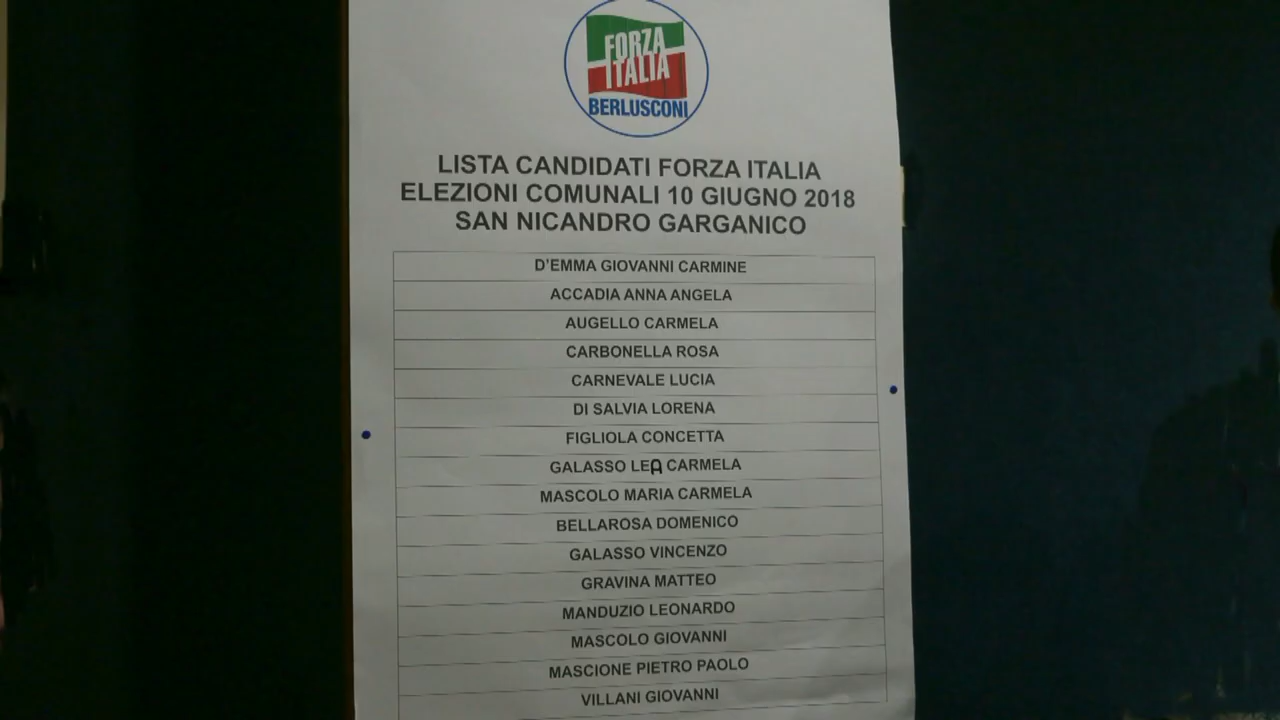 FORZA
ITALIA
BERLUSCONI
LISTA CANDIDATI FORZA ITALIA
ELEZIONI COMUNALI 10 GIUGNO 2018
SAN NICANDRO GARGANICO
D'EMMA GIOVANNI CARMINE
ACCADIA ANNA ANGELA
AUGELLO CARMELA
CARBONELLA ROSA
CARNEVALE LUCIA
DI SALVIA LORENA
FIGLIOLA CONCETTA
GALASSO LEA CARMELA
MASCOLO MARIA CARMELA
BELLAROSA DOMENICO
GALASSO VINCENZO
GRAVINA MATTEO
MANDUZIO LEONARDO
MASCOLO GIOVANNI
MASCIONE PIETRO PAOLO
VILLANI GIOVANNI